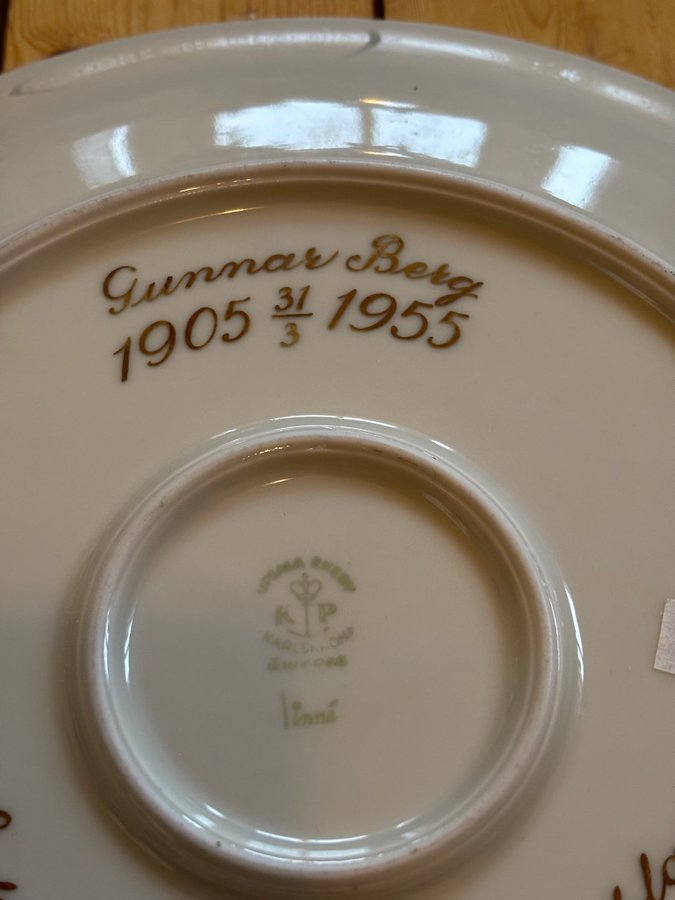 Gunnar Berg
1905 31/3 1955
K P
KARLSKRONA
SWEDEN
linné